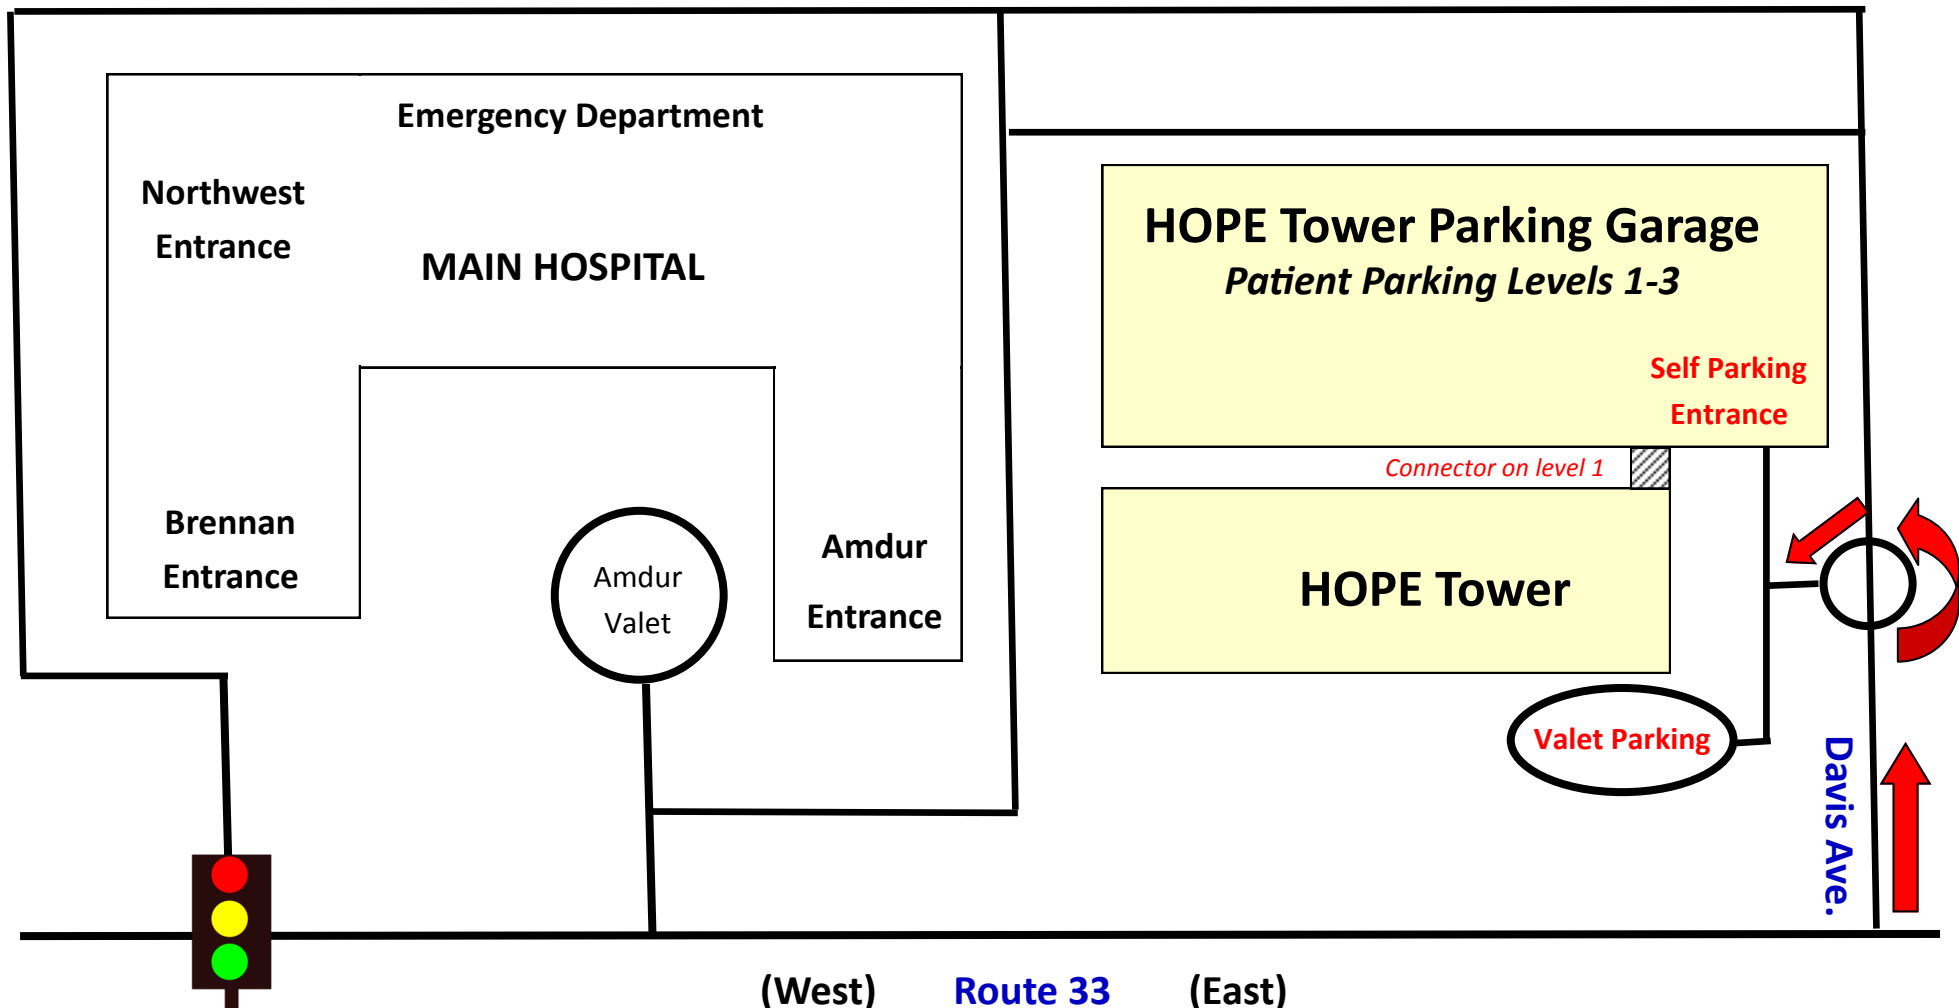 Emergency Department
Northwest
Entrance
MAIN HOSPITAL
Brennan
Entrance
Amdur
Valet
Amdur
Entrance
HOPE Tower Parking Garage
Patient Parking Levels 1-3
Self Parking
Entrance
Connector on level 1
HOPE Tower
Valet Parking
Davis Ave.
(West) Route 33 (East)